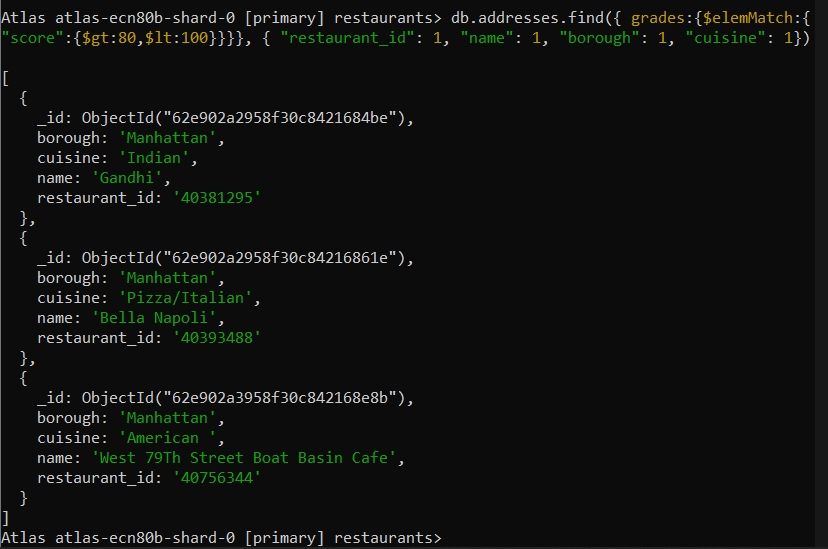 Atlas atlas-ecn80b-shard-0 [primary] restaurants> db.addresses.find({ grades:{$elemMatch:{
"score":{$gt:80,$lt:100}}}}, { "restaurant_id": 1, "name": 1, "borough": 1, "cuisine": 1})
[
  {
    _id: ObjectId("62e902a2958f30c8421684be"),
    borough: 'Manhattan',
    cuisine: 'Indian',
    name: 'Gandhi',
    restaurant_id: '40381295'
  },
  {
    _id: ObjectId("62e902a2958f30c84216861e"),
    borough: 'Manhattan',
    cuisine: 'Pizza/Italian',
    name: 'Bella Napoli',
    restaurant_id: '40393488'
  },
  {
    _id: ObjectId("62e902a3958f30c842168e8b"),
    borough: 'Manhattan',
    cuisine: 'American ',
    name: 'West 79Th Street Boat Basin Cafe',
    restaurant_id: '40756344'
  }
]
Atlas atlas-ecn80b-shard-0 [primary] restaurants>